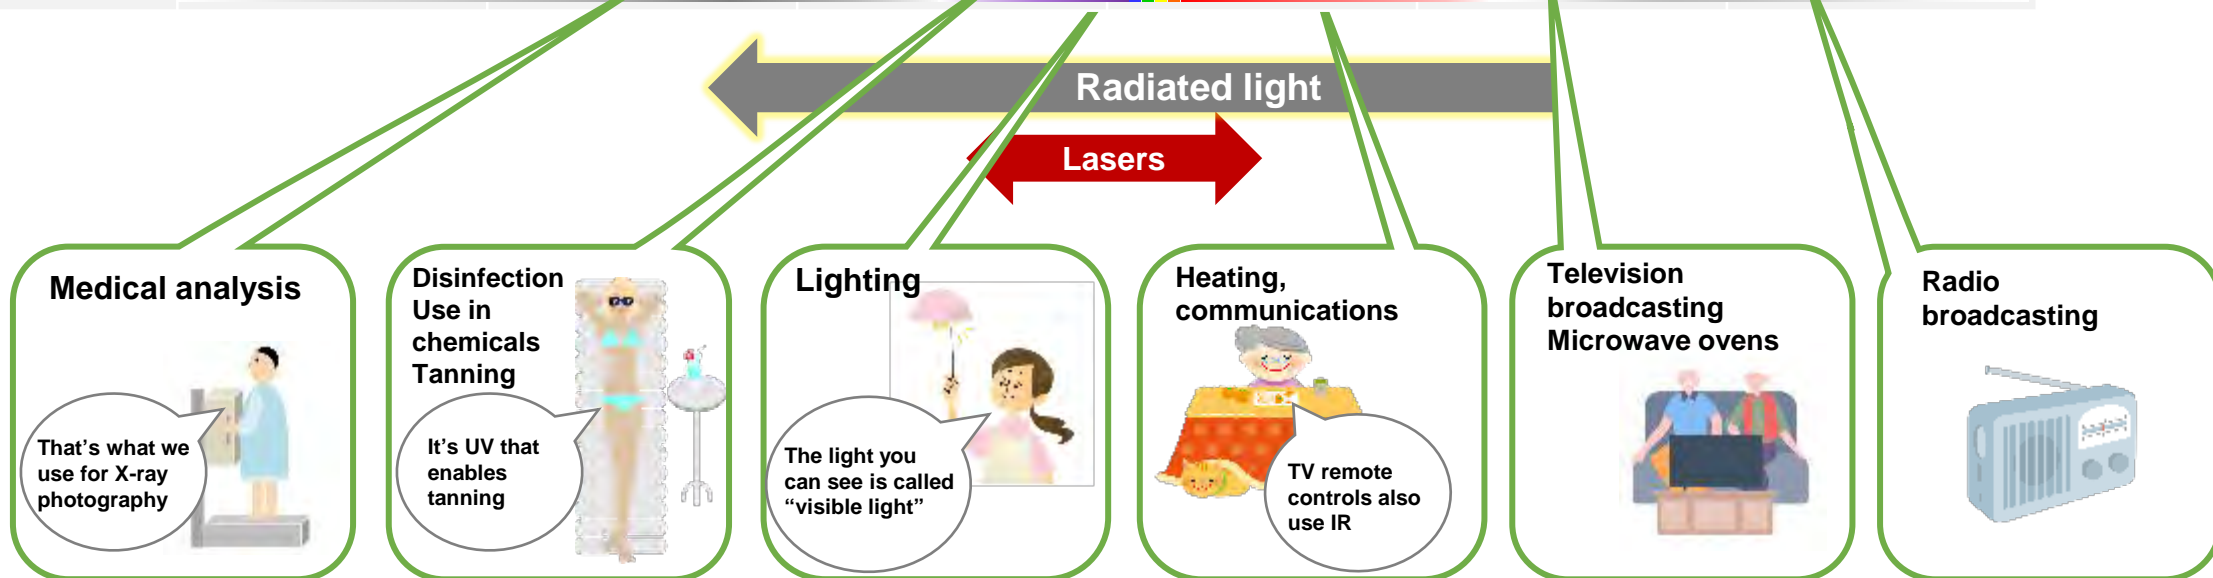 Radiated light
Lasers
Medical analysis
That’s what we
use for X-ray
photography
Disinfection
Use in
chemicals
Tanning
It’s UV that
enables
tanning
Lighting
The light you
can see is called
“visible light”
Heating,
communications
TV remote
controls also
use IR
Television
broadcasting
Microwave ovens
Radio
broadcasting